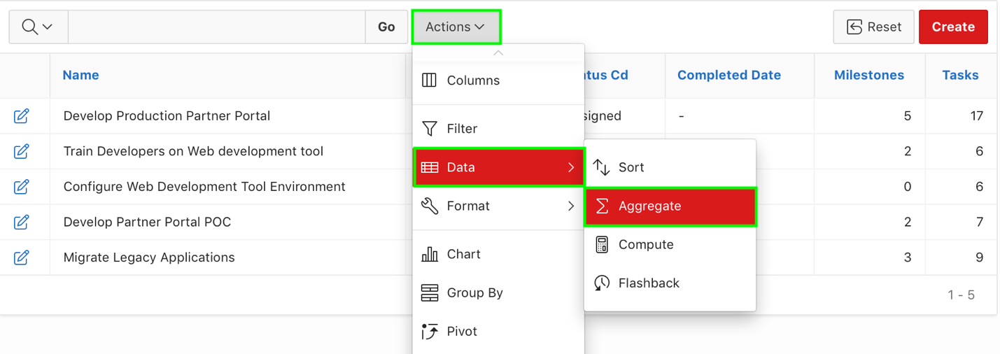 Go
Actions
Reset
Create
Name
tus Cd
Completed Date
Milestones
Tasks
Columns
Develop Production Partner Portal
signed
-
5
17
Filter
Train Developers on Web development tool
2
6
Data
Sort
Configure Web Development Tool Environment
0
6
Format
Aggregate
Develop Partner Portal POC
2
7
Compute
Migrate Legacy Applications
Chart
3
9
Flashback
Group By
1 - 5
Pivot